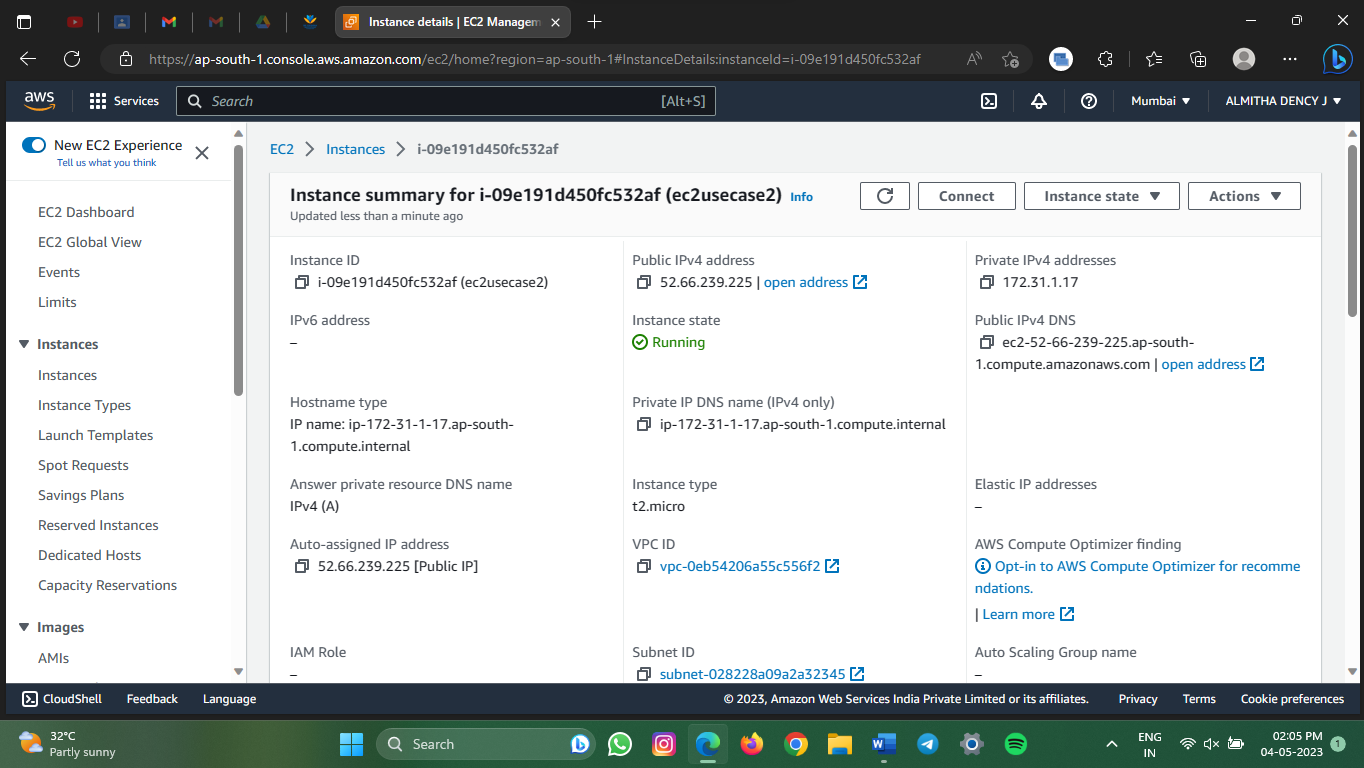 Instance details | EC2 Managem
https://ap-south-1.console.aws.amazon.com/ec2/home?region=ap-south-1#InstanceDetails:instanceId=i-09e191d450fc532af
aws
Services
Search
[Alt+S]
Mumbai
ALMITHA DENCY J
New EC2 Experience
Tell us what you think
EC2 Dashboard
EC2 Global View
Events
Limits
Instances
Instances
Instance Types
Launch Templates
Spot Requests
Savings Plans
Reserved Instances
Dedicated Hosts
Capacity Reservations
Images
AMIs
EC2 > Instances > i-09e191d450fc532af
Instance summary for i-09e191d450fc532af (ec2usecase2) Info
Updated less than a minute ago
Connect
Instance state
Actions
Instance ID
i-09e191d450fc532af (ec2usecase2)
Public IPv4 address
52.66.239.225 | open address
Private IPv4 addresses
172.31.1.17
IPv6 address
–
Instance state
Running
Public IPv4 DNS
ec2-52-66-239-225.ap-south-
1.compute.amazonaws.com | open address
Hostname type
IP name: ip-172-31-1-17.ap-south-
1.compute.internal
Private IP DNS name (IPv4 only)
ip-172-31-1-17.ap-south-1.compute.internal
Answer private resource DNS name
IPv4 (A)
Instance type
t2.micro
Elastic IP addresses
–
Auto-assigned IP address
52.66.239.225 [Public IP]
VPC ID
vpc-0eb54206a55c556f2
AWS Compute Optimizer finding
Opt-in to AWS Compute Optimizer for recomme
ndations.
| Learn more
IAM Role
–
Subnet ID
subnet-028228a09a2a32345
Auto Scaling Group name
–
CloudShell
Feedback
Language
© 2023, Amazon Web Services India Private Limited or its affiliates.
Privacy
Terms
Cookie preferences
32°C
Partly sunny
Search
ENG
IN
02:05 PM
04-05-2023
1